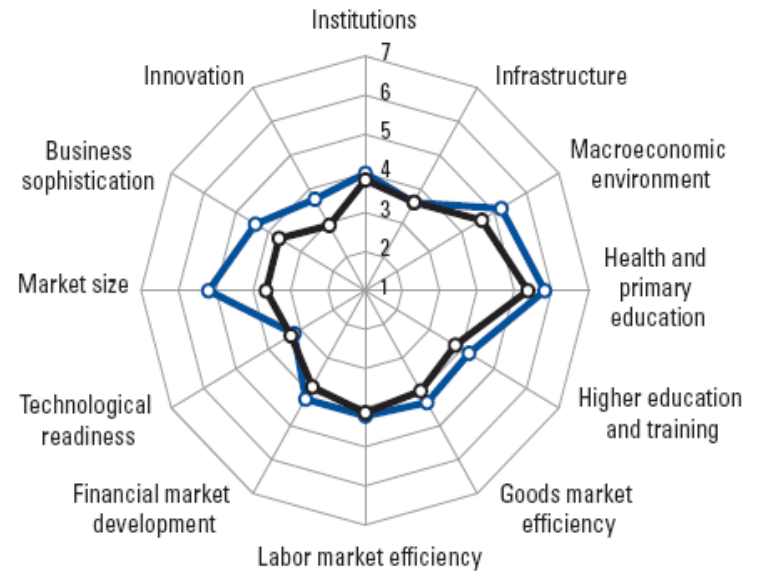 Institutions
7
6
5
4
3
2
1
Infrastructure
Macroeconomic
environment
Health and
primary
education
Higher education
and training
Goods market
efficiency
Labor market efficiency
Financial market
development
Technological
readiness
Market size
Business
sophistication
Innovation